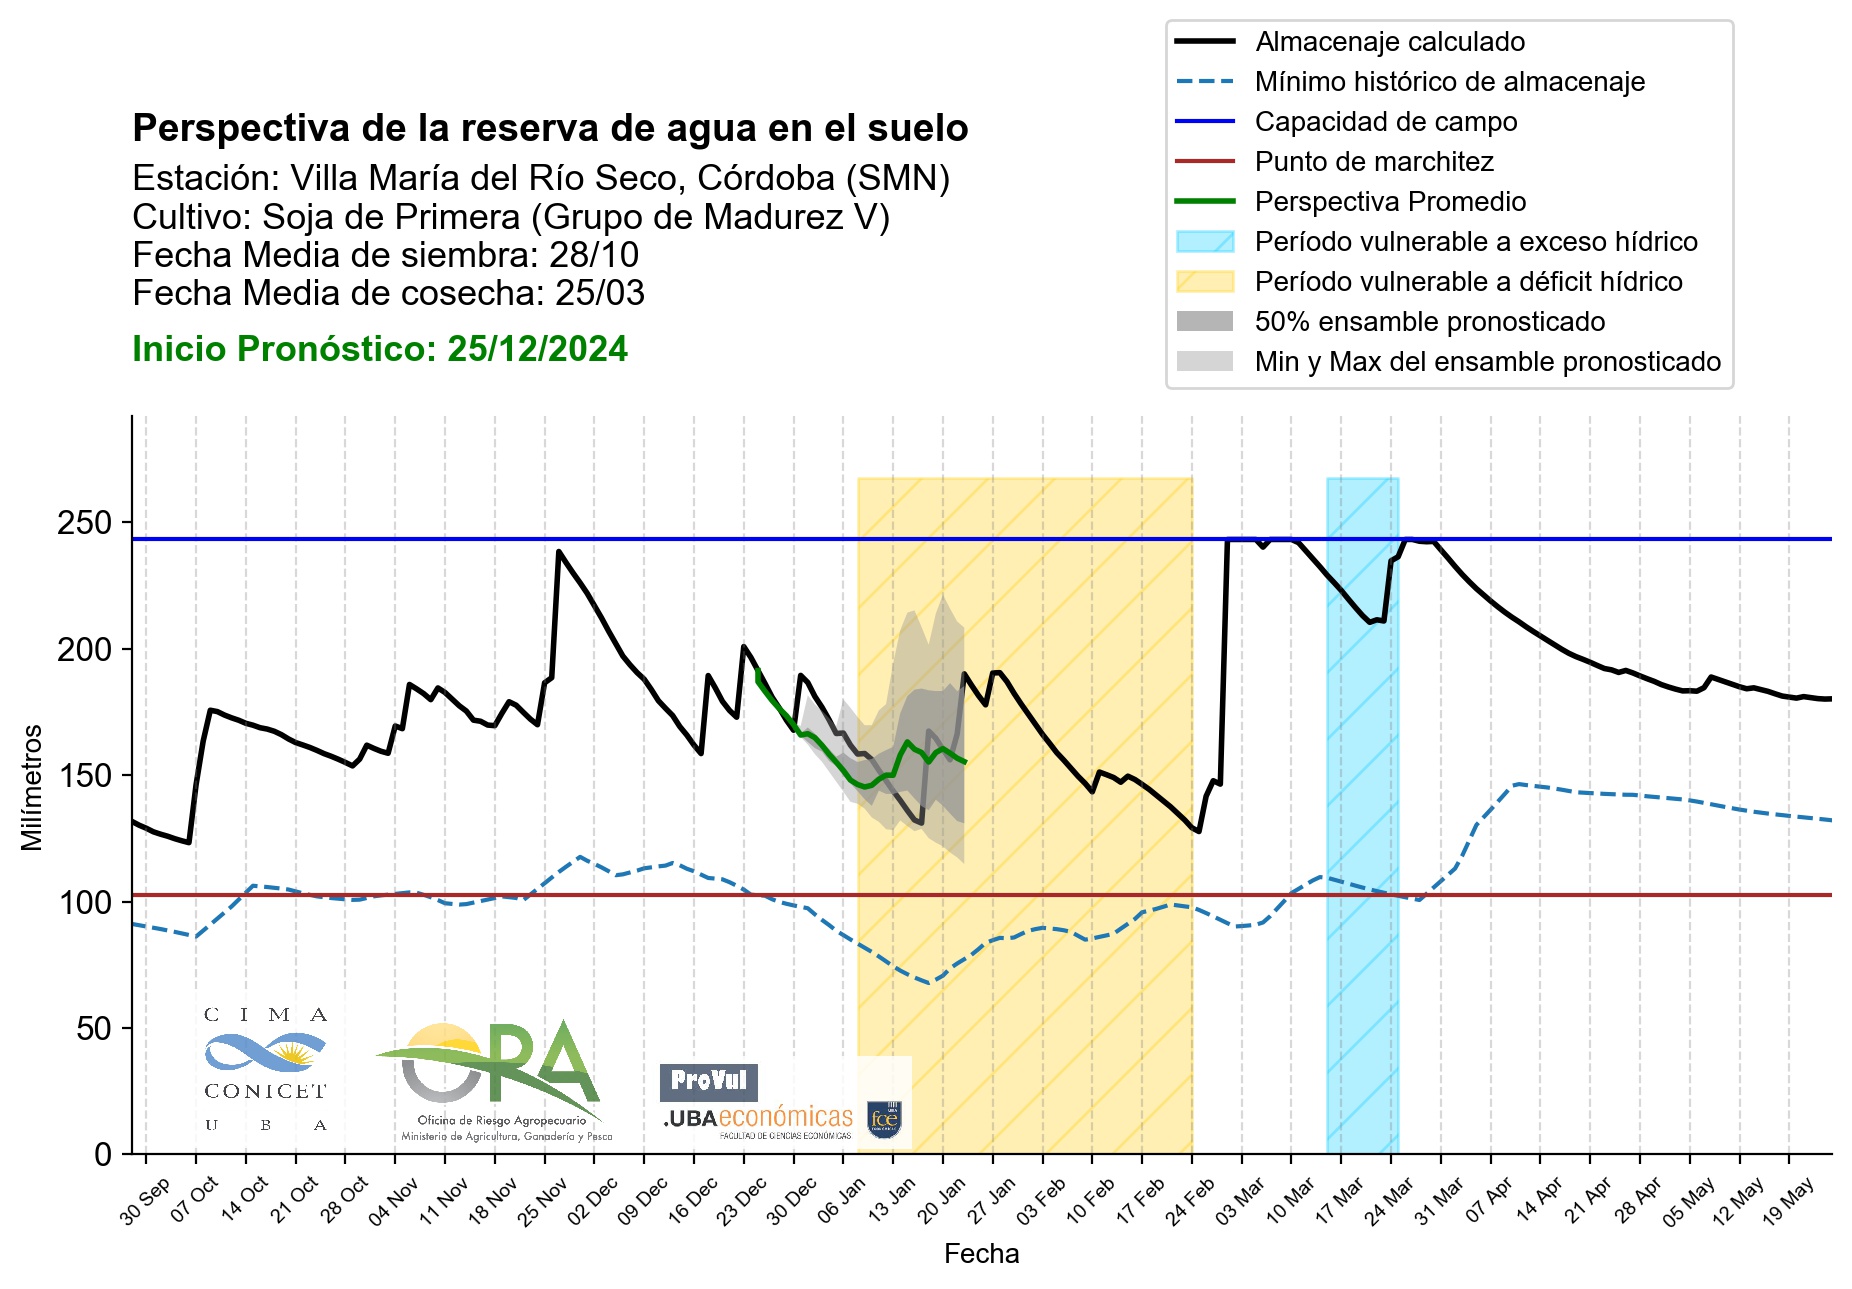 Almacenaje calculado
Mínimo histórico de almacenaje
Capacidad de campo
Punto de marchitez
Perspectiva Promedio
Período vulnerable a exceso hídrico
Período vulnerable a déficit hídrico
50% ensamble pronosticado
Min y Max del ensamble pronosticado
Perspectiva de la reserva de agua en el suelo
Estación: Villa María del Río Seco, Córdoba (SMN)
Cultivo: Soja de Primera (Grupo de Madurez V)
Fecha Media de siembra: 28/10
Fecha Media de cosecha: 25/03
Inicio Pronóstico: 25/12/2024
Milímetros
250
200
150
100
50
0
CIMA
CONICET
UBA
ORA
Oficina de Riesgo Agropecuario
Ministerio de Agricultura, Ganadería y Pesca
ProVul
.UBAeconómicas
FACULTAD DE CIENCIAS ECONÓMICAS
fce
30 Sep
07 Oct
14 Oct
21 Oct
28 Oct
04 Nov
11 Nov
18 Nov
25 Nov
02 Dec
09 Dec
16 Dec
23 Dec
30 Dec
06 Jan
13 Jan
20 Jan
27 Jan
03 Feb
10 Feb
17 Feb
24 Feb
03 Mar
10 Mar
17 Mar
24 Mar
31 Mar
07 Apr
14 Apr
21 Apr
28 Apr
05 May
12 May
19 May
Fecha